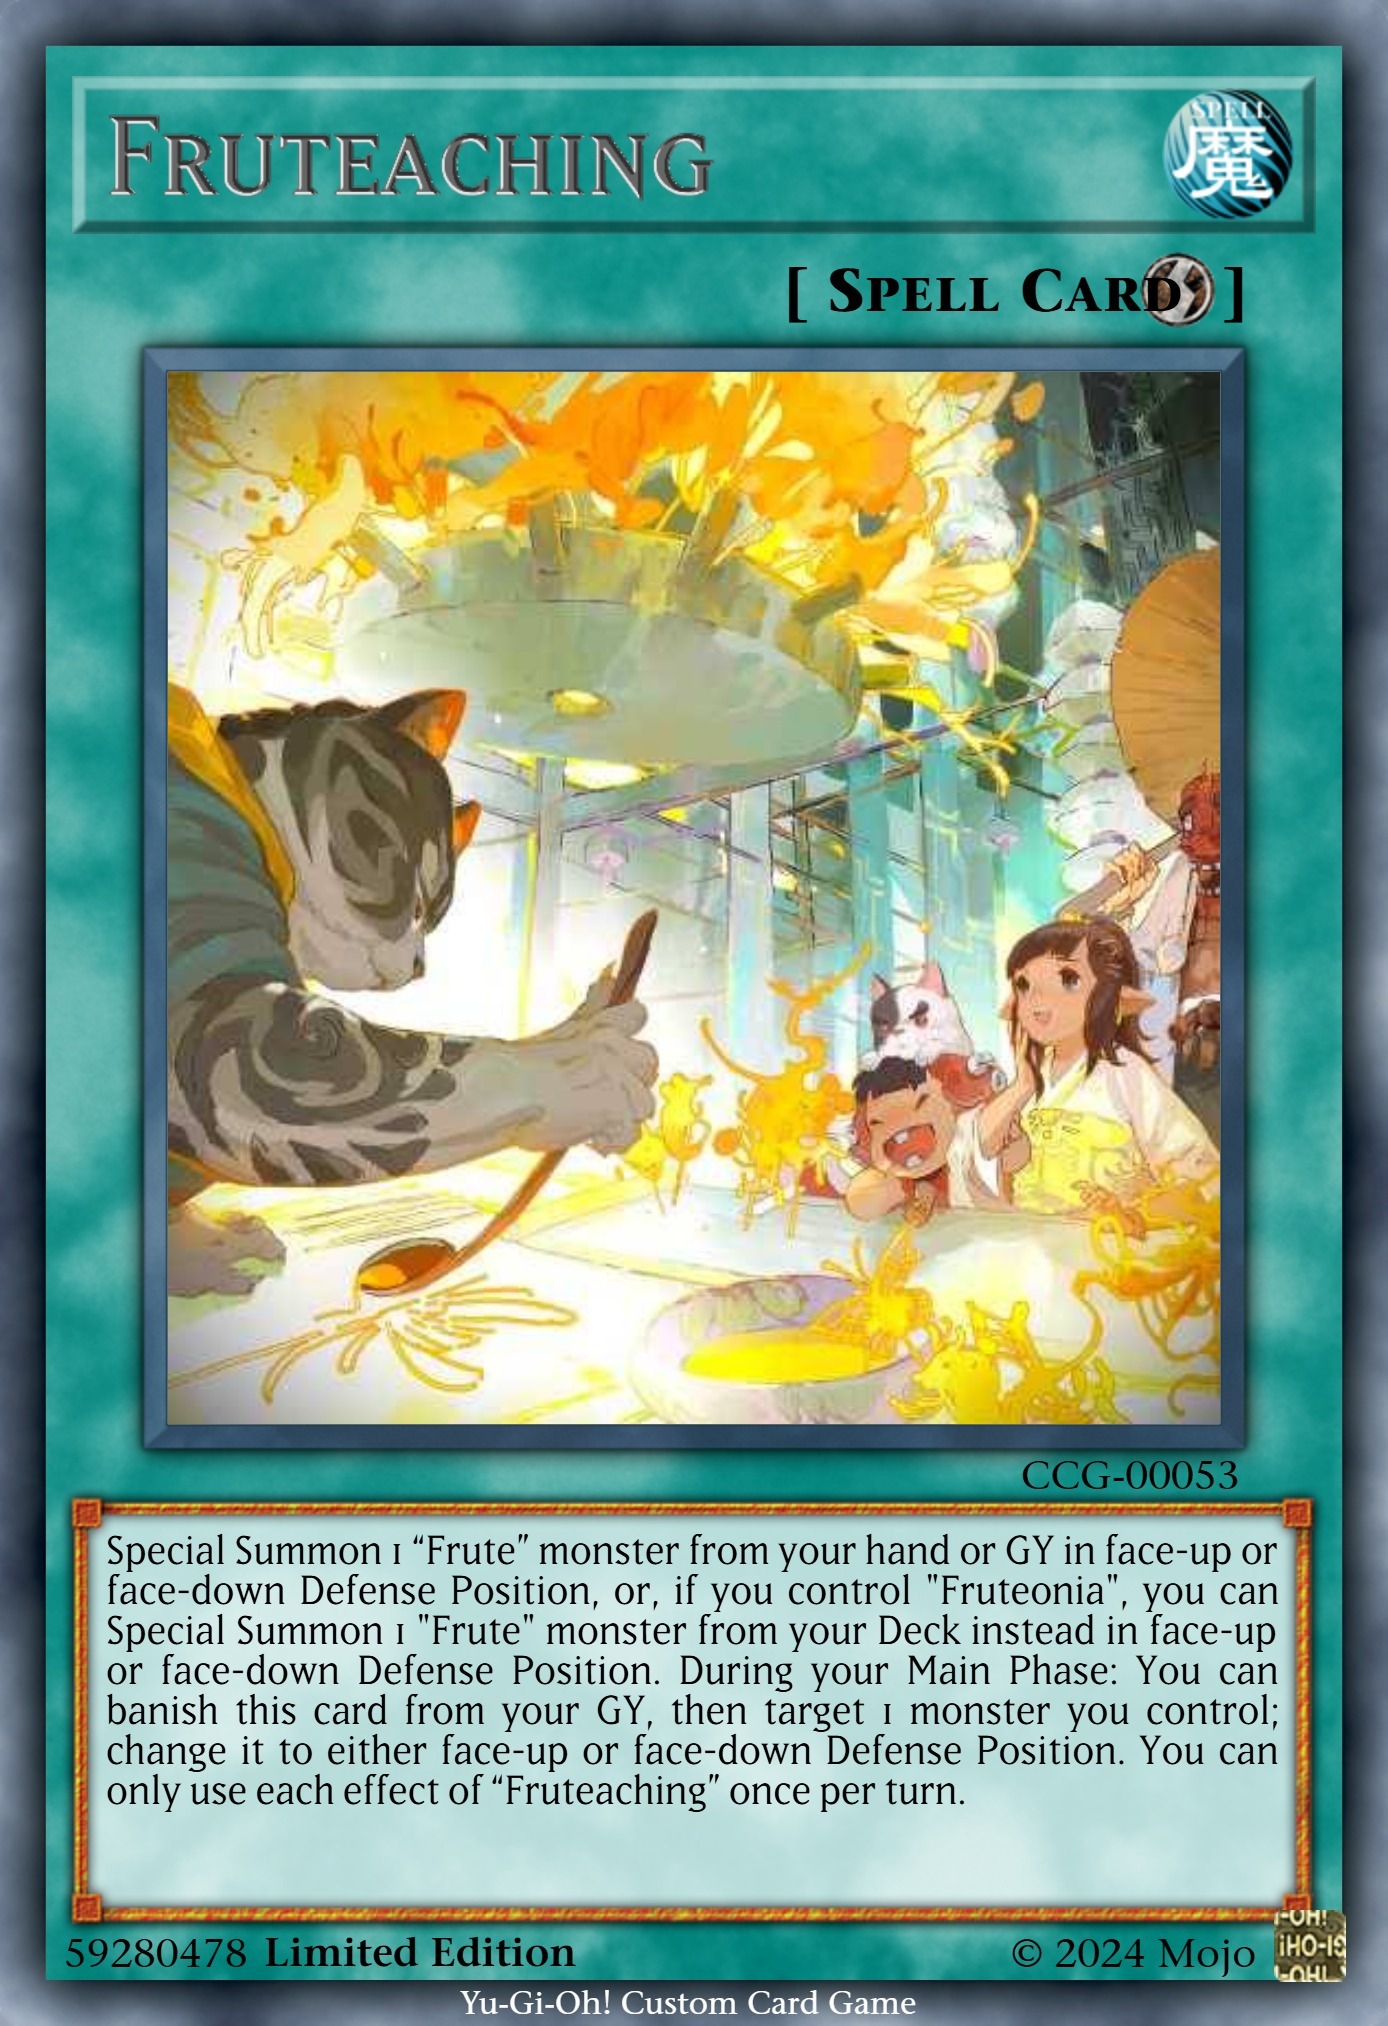 FRUTEACHING
SPELL
魔
[ SPELL CARD ]
CCG-00053
Special Summon 1 “Frute” monster from your hand or GY in face-up or
face-down Defense Position, or, if you control "Fruteonia", you can
Special Summon 1 "Frute" monster from your Deck instead in face-up
or face-down Defense Position. During your Main Phase: You can
banish this card from your GY, then target 1 monster you control;
change it to either face-up or face-down Defense Position. You can
only use each effect of “Fruteaching” once per turn.
59280478 Limited Edition
© 2024 Mojo
-OH!
iHO-IS
-OH!
Yu-Gi-Oh! Custom Card Game